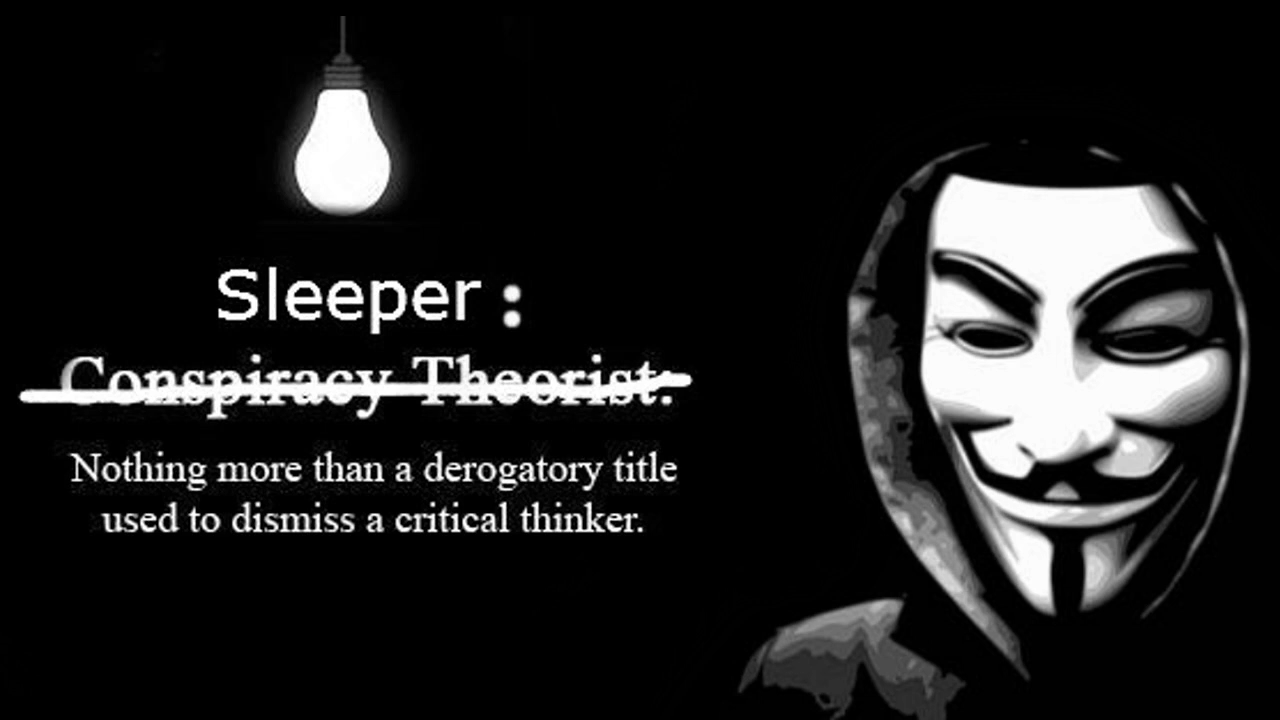 Sleeper :
Conspiracy Theorist:
Nothing more than a derogatory title
used to dismiss a critical thinker.